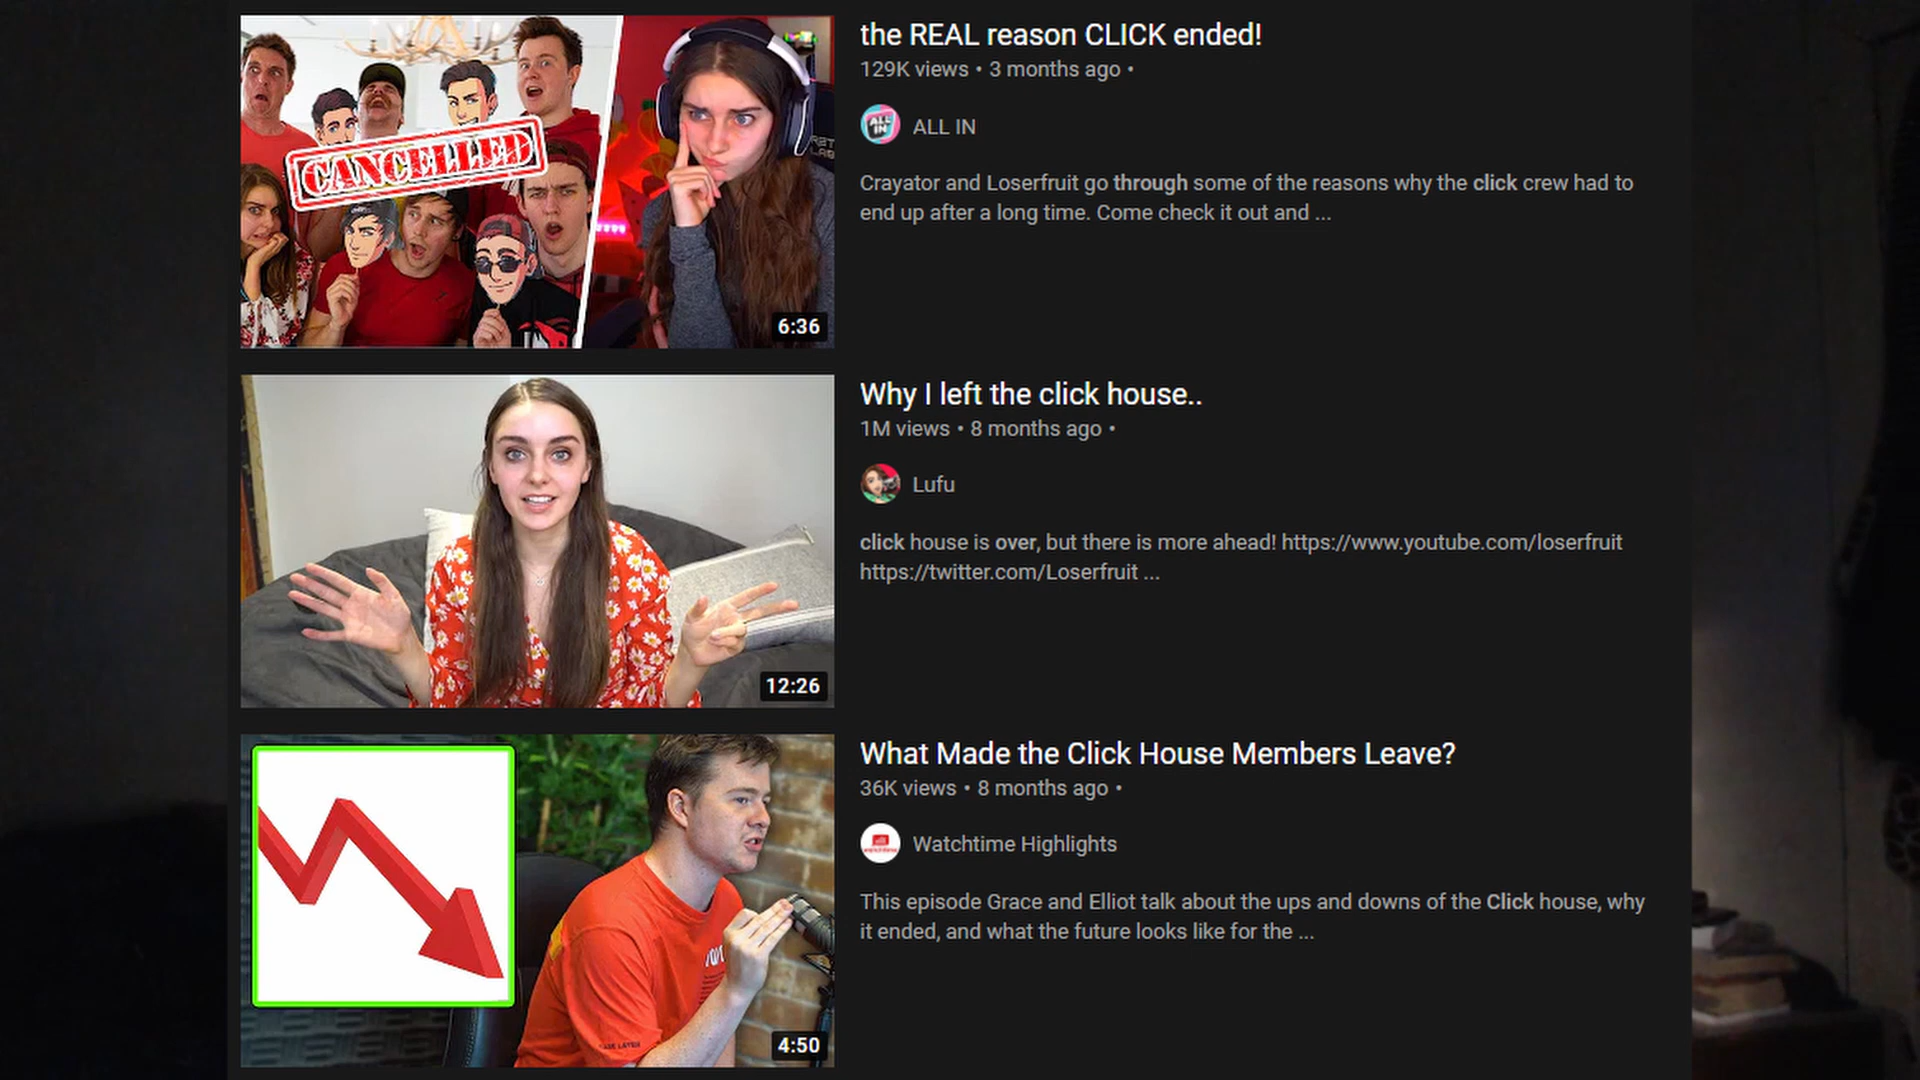 the REAL reason CLICK ended!
129K views • 3 months ago •
ALL IN
ALL IN
Crayator and Loserfruit go through some of the reasons why the click crew had to
end up after a long time. Come check it out and ...
CANCELLED
6:36
Why I left the click house..
1M views • 8 months ago •
Lufu
click house is over, but there is more ahead! https://www.youtube.com/loserfruit
https://twitter.com/Loserfruit ...
12:26
What Made the Click House Members Leave?
36K views • 8 months ago •
Watchtime Highlights
This episode Grace and Elliot talk about the ups and downs of the Click house, why
it ended, and what the future looks like for the ...
4:50